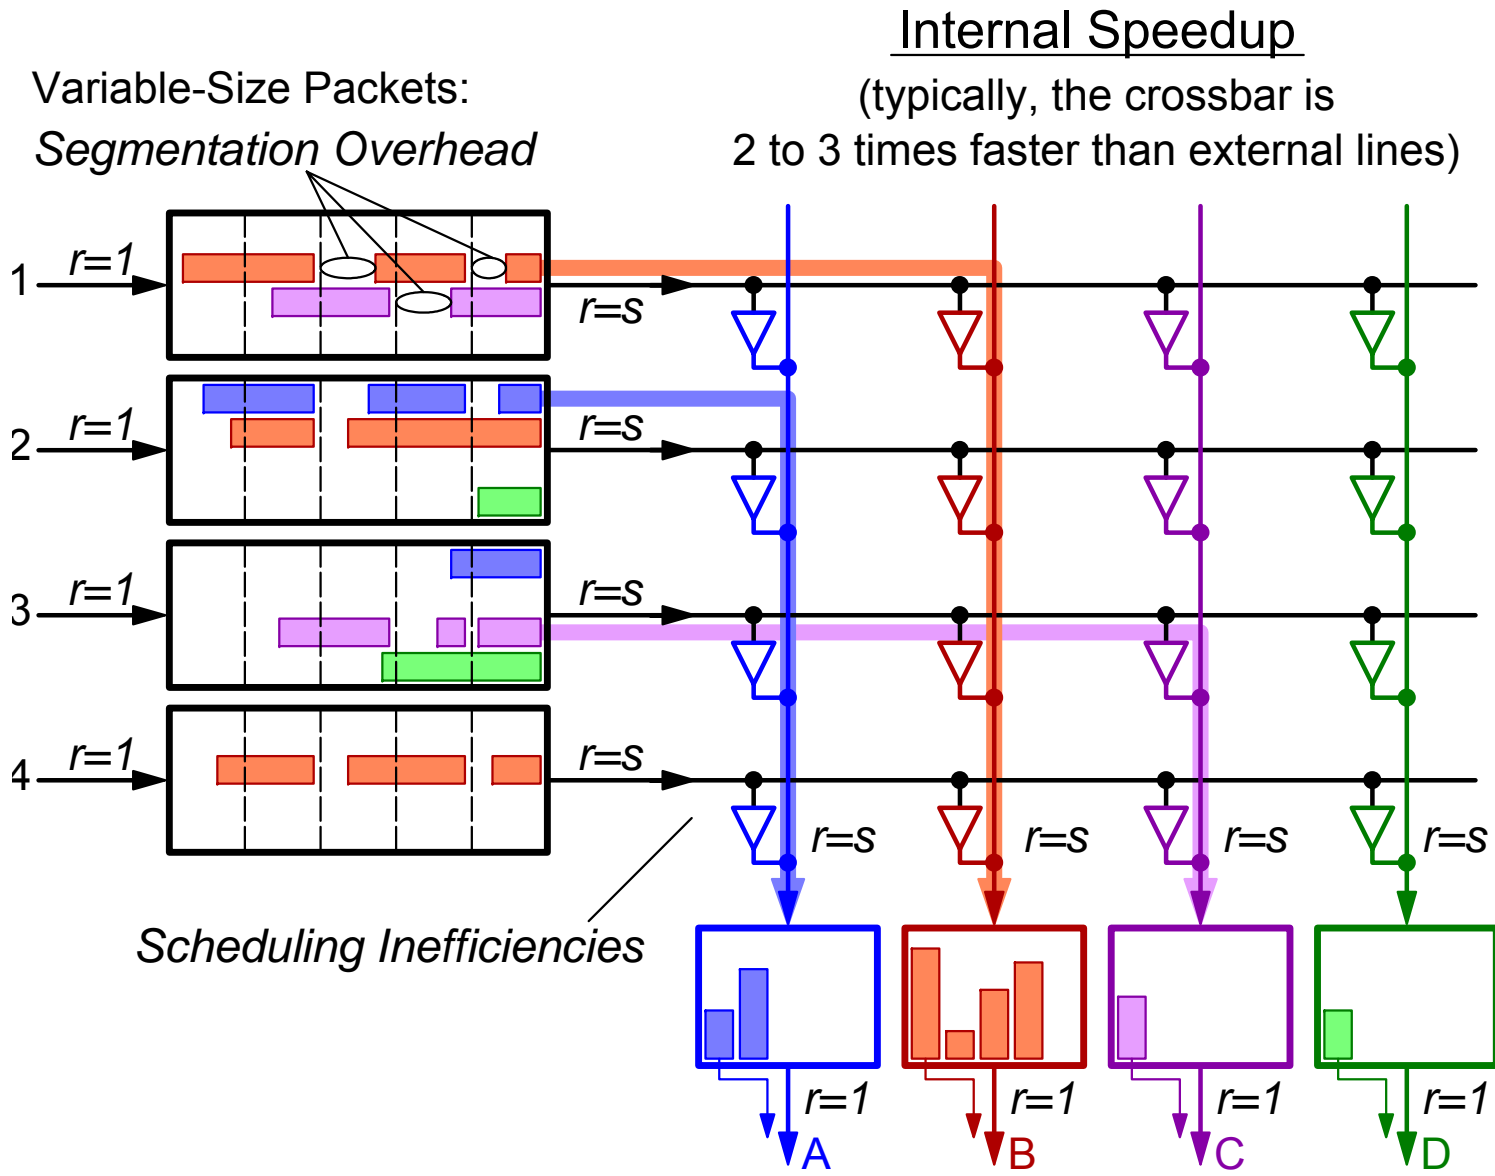 Internal Speedup
(typically, the crossbar is
2 to 3 times faster than external lines)
Variable-Size Packets:
Segmentation Overhead
1 r=1 r=s
2 r=1 r=s
3 r=1 r=s
4 r=1 r=s
r=s r=s r=s r=s
Scheduling Inefficiencies
r=1 r=1 r=1 r=1
A B C D